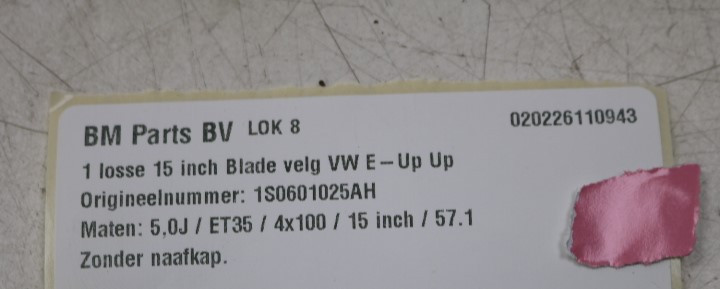 BM Parts BV LOK 8 020226110943
1 losse 15 inch Blade velg VW E-Up Up
Origineelnummer: 1S0601025AH
Maten: 5,0J / ET35 / 4x100 / 15 inch / 57.1
Zonder naafkap.